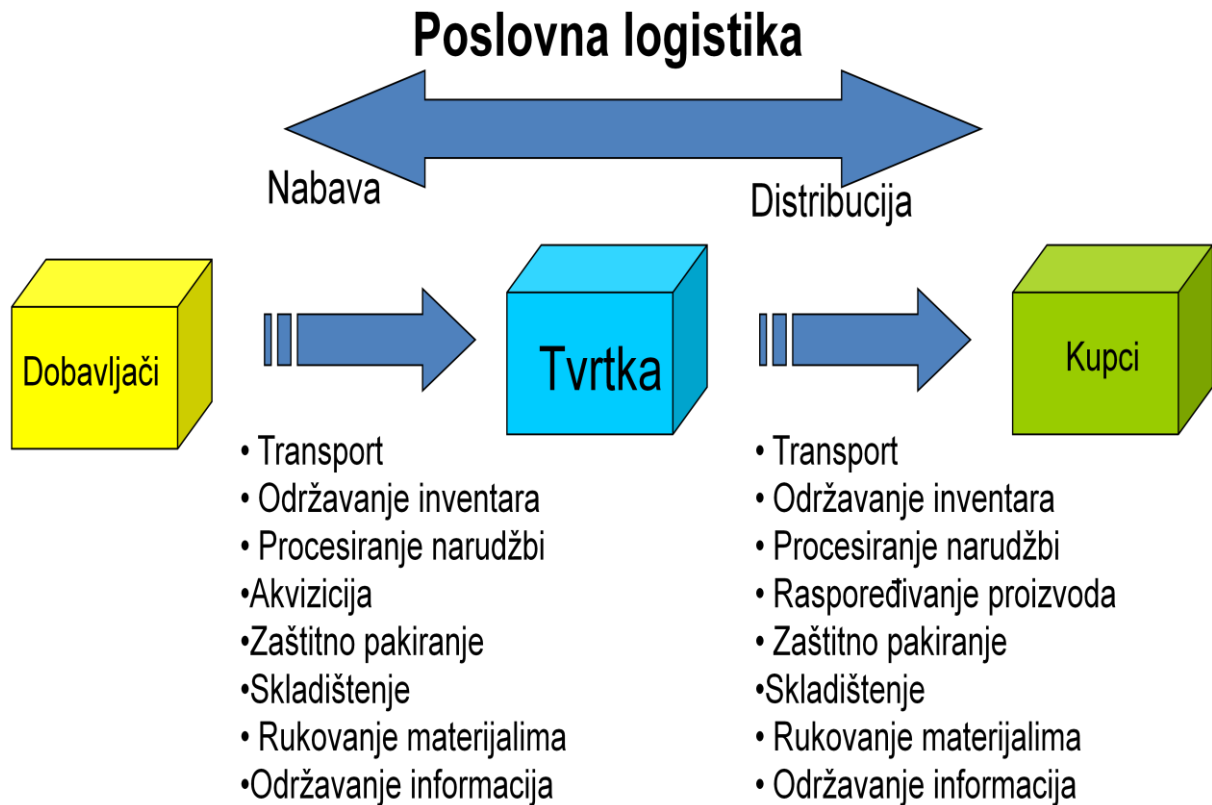 Poslovna logistika
Nabava
Distribucija
Dobavljači
Tvrtka
Kupci
• Transport
• Održavanje inventara
• Procesiranje narudžbi
•Akvizicija
•Zaštitno pakiranje
•Skladištenje
• Rukovanje materijalima
•Održavanje informacija
• Transport
• Održavanje inventara
• Procesiranje narudžbi
• Raspoređivanje proizvoda
• Zaštitno pakiranje
•Skladištenje
• Rukovanje materijalima
• Održavanje informacija